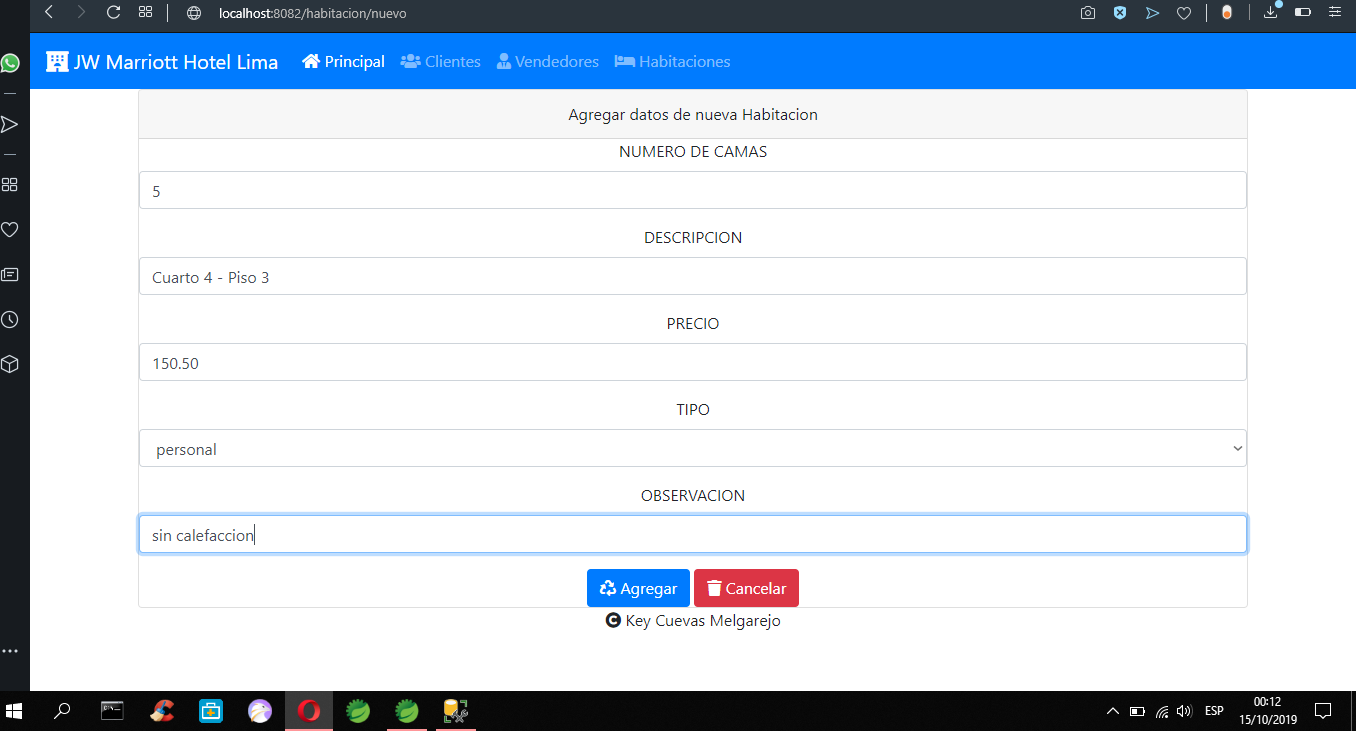 localhost:8082/habitacion/nuevo
JW Marriott Hotel Lima Principal Clientes Vendedores Habitaciones
Agregar datos de nueva Habitacion
NUMERO DE CAMAS
5
DESCRIPCION
Cuarto 4 - Piso 3
PRECIO
150.50
TIPO
personal
OBSERVACION
sin calefaccion
Agregar Cancelar
Key Cuevas Melgarejo
ESP
00:12
15/10/2019